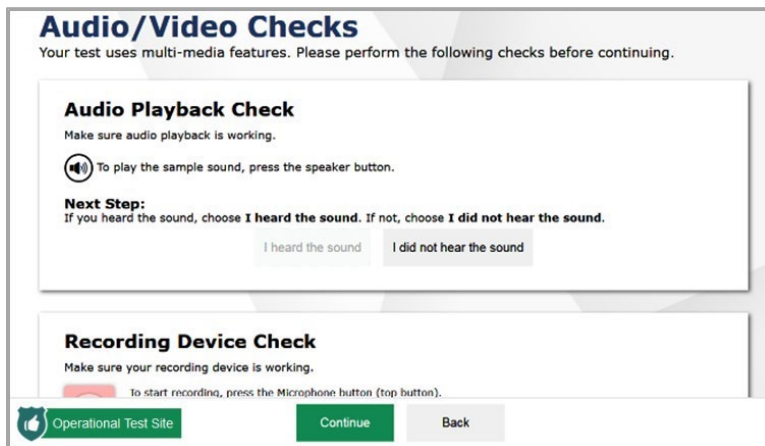 Audio/Video Checks
Your test uses multi-media features. Please perform the following checks before continuing.
Audio Playback Check
Make sure audio playback is working.
To play the sample sound, press the speaker button.
Next Step:
If you heard the sound, choose I heard the sound. If not, choose I did not hear the sound.
I heard the sound I did not hear the sound
Recording Device Check
Make sure your recording device is working.
To start recording, press the Microphone button (top button).
Operational Test Site Continue Back